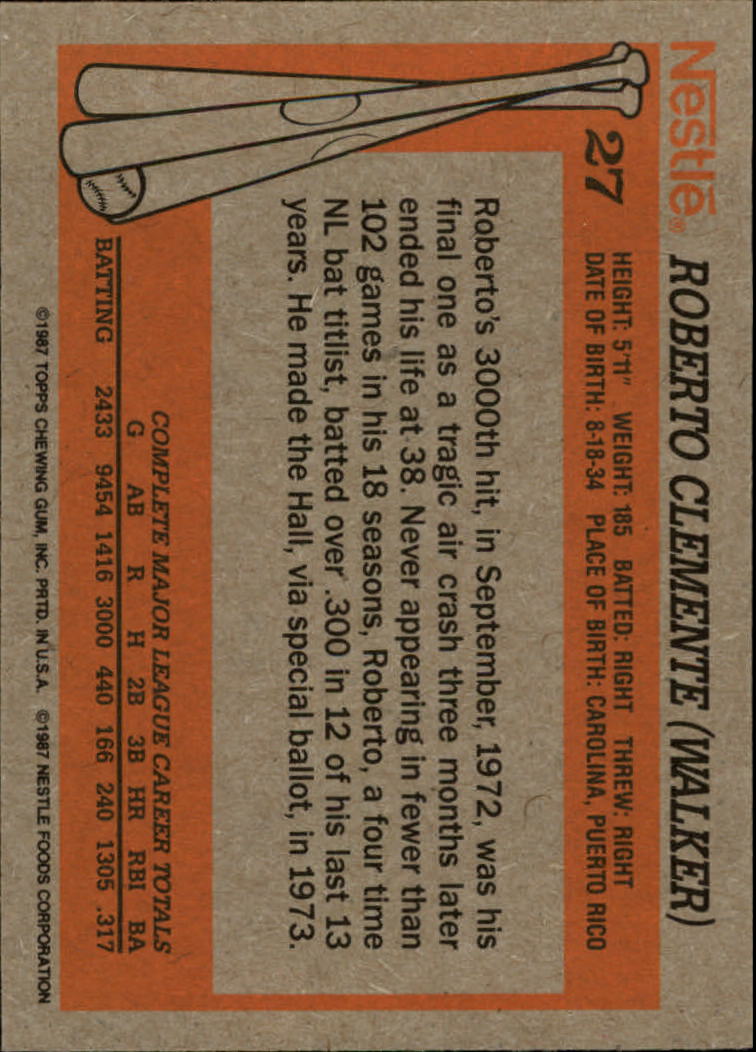 Nestlé®
ROBERTO CLEMENTE (WALKER)
27
HEIGHT: 5'11" WEIGHT: 185 BATTED: RIGHT THREW: RIGHT
DATE OF BIRTH: 8-18-34 PLACE OF BIRTH: CAROLINA, PUERTO RICO
Roberto's 3000th hit, in September, 1972, was his
final one as a tragic air crash three months later
ended his life at 38. Never appearing in fewer than
102 games in his 18 seasons, Roberto, a four time
NL bat titlist, batted over .300 in 12 of his last 13
years. He made the Hall, via special ballot, in 1973.
COMPLETE MAJOR LEAGUE CAREER TOTALS
G AB R H 2B 3B HR RBI BA
BATTING 2433 9454 1416 3000 440 166 240 1305 .317
©1987 TOPPS CHEWING GUM, INC. PRTD. IN U.S.A. ©1987 NESTLE FOODS CORPORATION